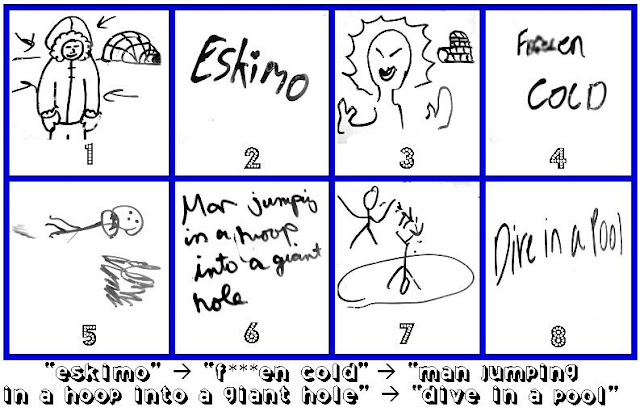 Eskimo
F en
COLD
1
2
3
4
Man jumping
in a hoop
into a giant
hole
Dive in a Pool
5
6
7
8
"eskimo" → "f***en cold" → "man jumping
in a hoop into a giant hole" → "dive in a pool"